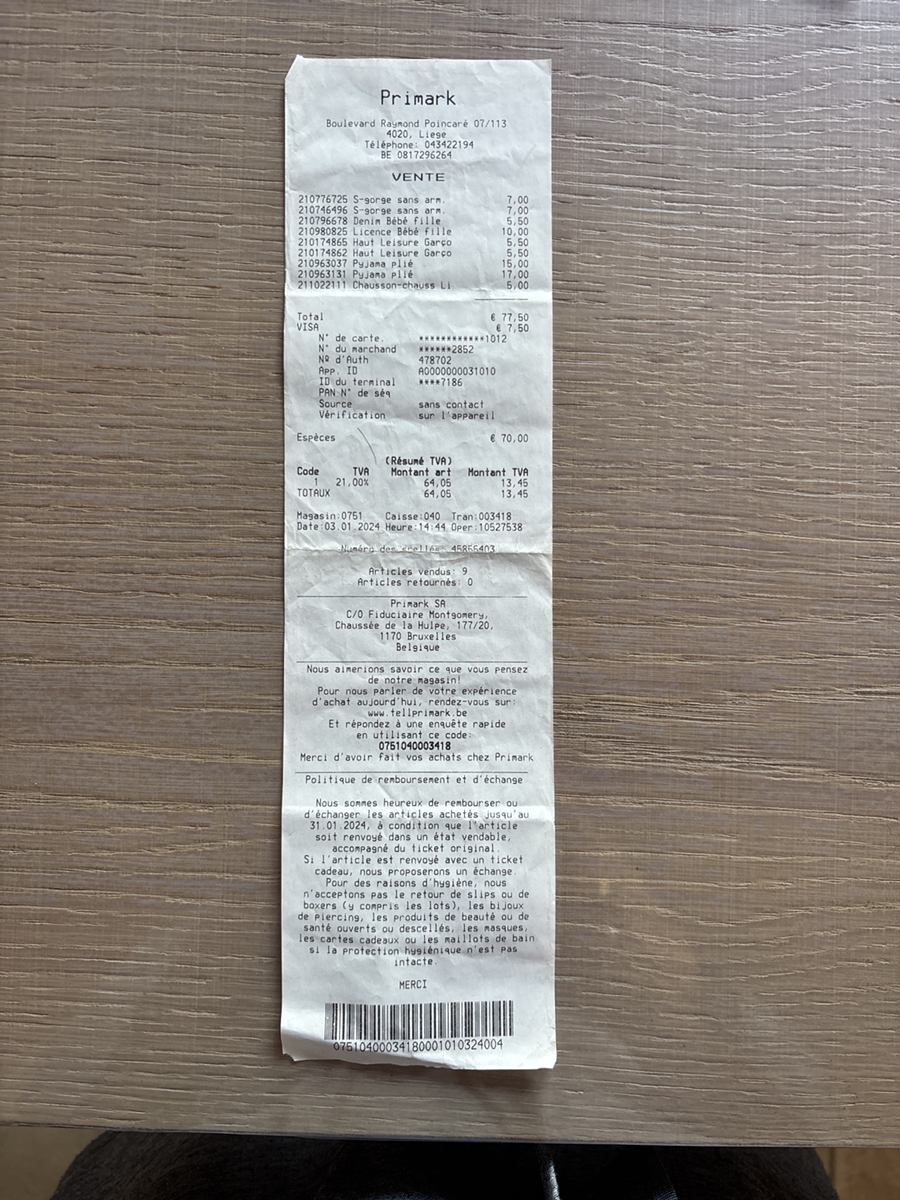 Primark
Boulevard Raymond Poincaré 07/113
4020, Liege
Téléphone: 043422194
BE 0817296264
VENTE
210776725 S-gorge sans arm. 7,00
210746496 S-gorge sans arm. 7,00
210796678 Denim Bébé fille 5,50
210980825 Licence Bébé fille 10,00
210174865 Haut Leisure Garço 5,50
210174862 Haut Leisure Garço 5,50
210963037 Pyjama plié 15,00
210963131 Pyjama plié 17,00
211022111 Chausson-chauss Li 5,00
Total € 77,50
VISA € 7,50
N° de carte. ************1012
N° du marchand ******2852
Nº d'Auth 478702
App. ID A0000000031010
ID du terminal ****7186
PAN N° de séq
Source sans contact
Vérification sur l'appareil
Espèces € 70,00
(Résumé TVA)
Code TVA Montant art Montant TVA
1 21,00% 64,05 13,45
TOTAUX 64,05 13,45
Magasin:0751 Caisse:040 Tran:003418
Date:03.01.2024 Heure:14:44 Oper:10527538
Numéro des scellés: 45855403
Articles vendus: 9
Articles retournés: 0
Primark SA
C/O Fiduciaire Montgomery,
Chaussée de la Hulpe, 177/20,
1170 Bruxelles
Belgique
Nous aimerions savoir ce que vous pensez
de notre magasin!
Pour nous parler de votre expérience
d'achat aujourd'hui, rendez-vous sur:
www.tellprimark.be
Et répondez à une enquête rapide
en utilisant ce code:
0751040003418
Merci d'avoir fait vos achats chez Primark
Politique de remboursement et d'échange
Nous sommes heureux de rembourser ou
d'échanger les articles achetés jusqu'au
31.01.2024, à condition que l'article
soit renvoyé dans un état vendable,
accompagné du ticket original.
Si l'article est renvoyé avec un ticket
cadeau, nous proposerons un échange.
Pour des raisons d'hygiène, nous
n'acceptons pas le retour de slips ou de
boxers (y compris les lots), les bijoux
de piercing, les produits de beauté ou de
santé ouverts ou descellés, les masques,
les cartes cadeaux ou les maillots de bain
si la protection hygiénique n'est pas
intacte.
MERCI
07510400034180001010324004